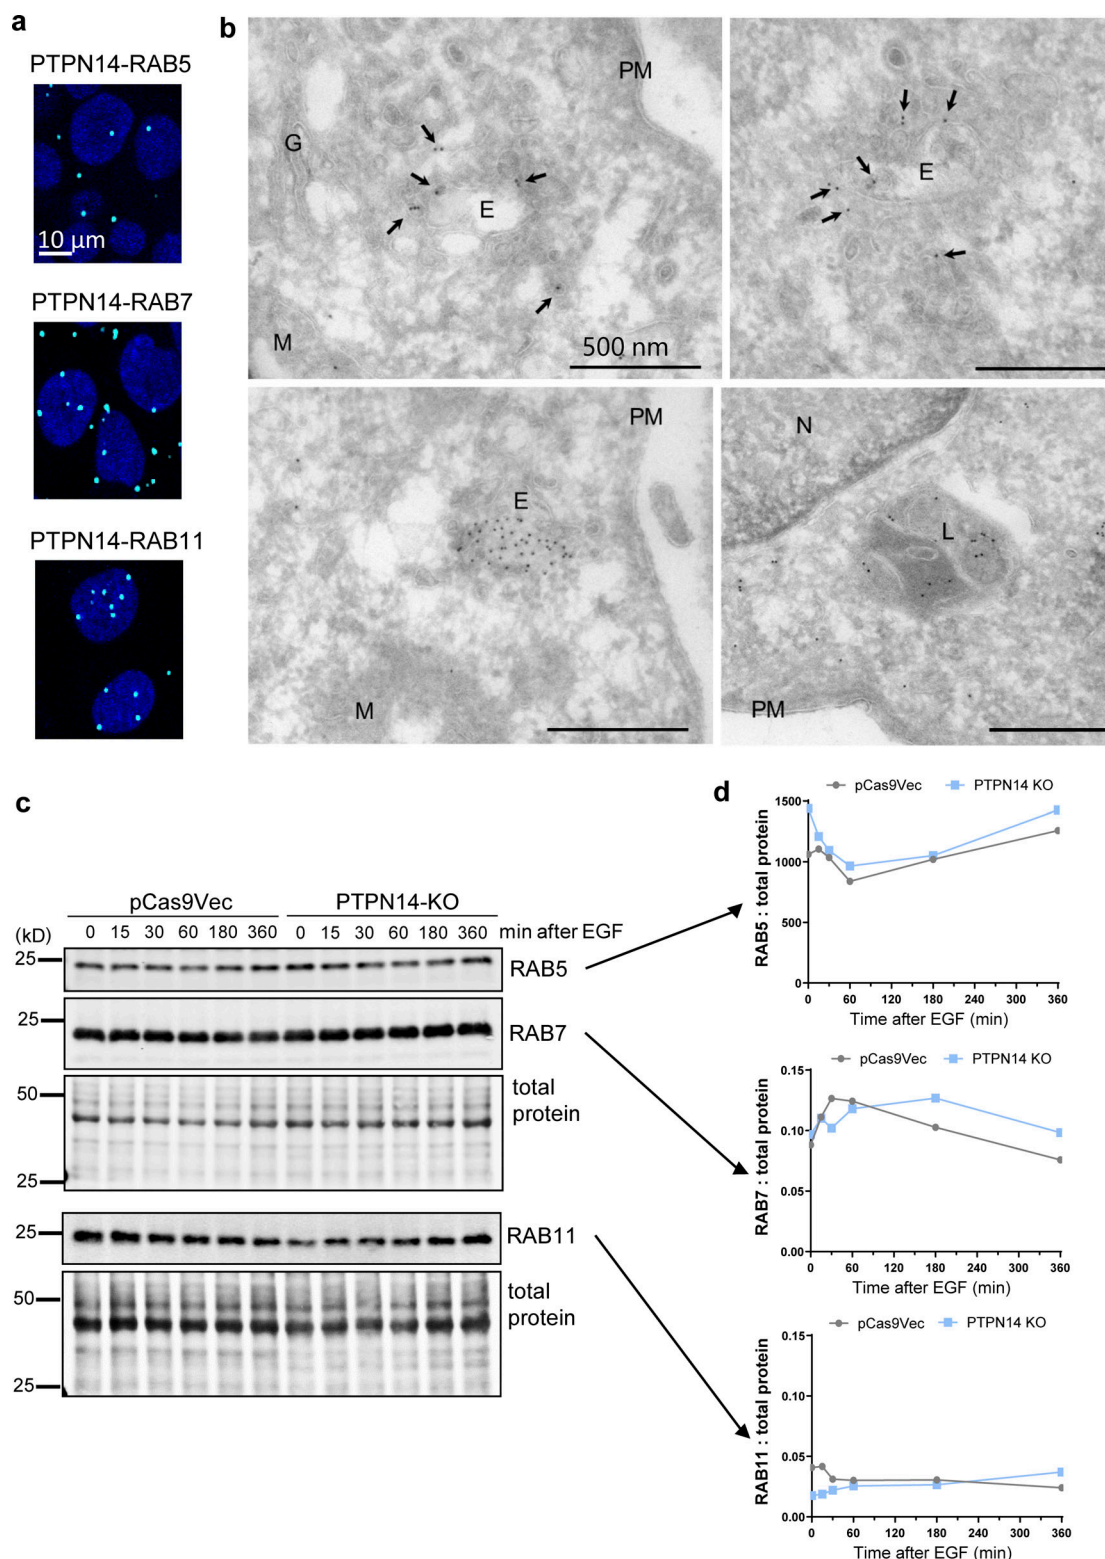 a
PTPN14-RAB5
10 µm
PTPN14-RAB7
PTPN14-RAB11
b
PM
G
E
M
500 nm
E
PM
E
M
N
L
PM
c
pCas9Vec PTPN14-KO
(kD) 0 15 30 60 180 360 0 15 30 60 180 360 min after EGF
25
RAB5
25
RAB7
50
total
protein
25
25
RAB11
50
total
protein
25
d
pCas9Vec PTPN14 KO
RAB5 : total protein
1500
1000
500
0
0 60 120 180 240 300 360
Time after EGF (min)
pCas9Vec PTPN14 KO
RAB7 : total protein
0.15
0.10
0.05
0.00
0 60 120 180 240 300 360
Time after EGF (min)
pCas9Vec PTPN14 KO
RAB11 : total protein
0.15
0.10
0.05
0.00
0 60 120 180 240 300 360
Time after EGF (min)